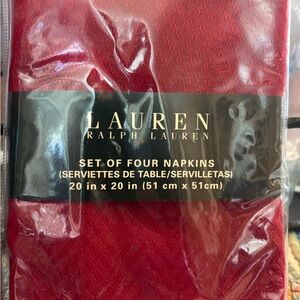 LAUREN
RALPH LAUREN
SET OF FOUR NAPKINS
(SERVIETTES DE TABLE/SERVILLETAS)
20 in x 20 in (51 cm x 51cm)